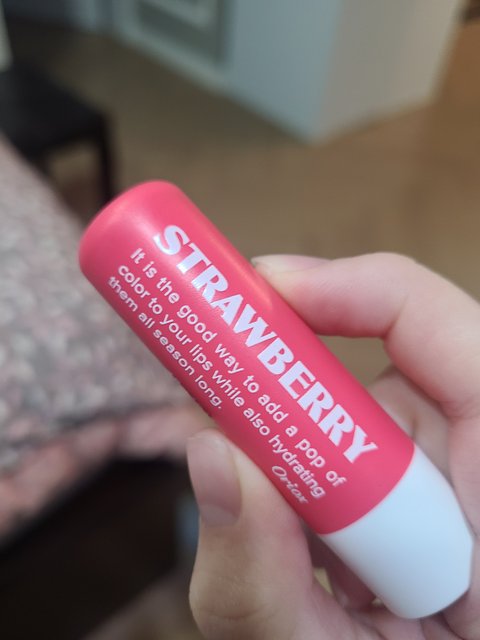 STRAWBERRY
It is the good way to add a pop of
color to your lips while also hydrating
them all season long.
Oriox